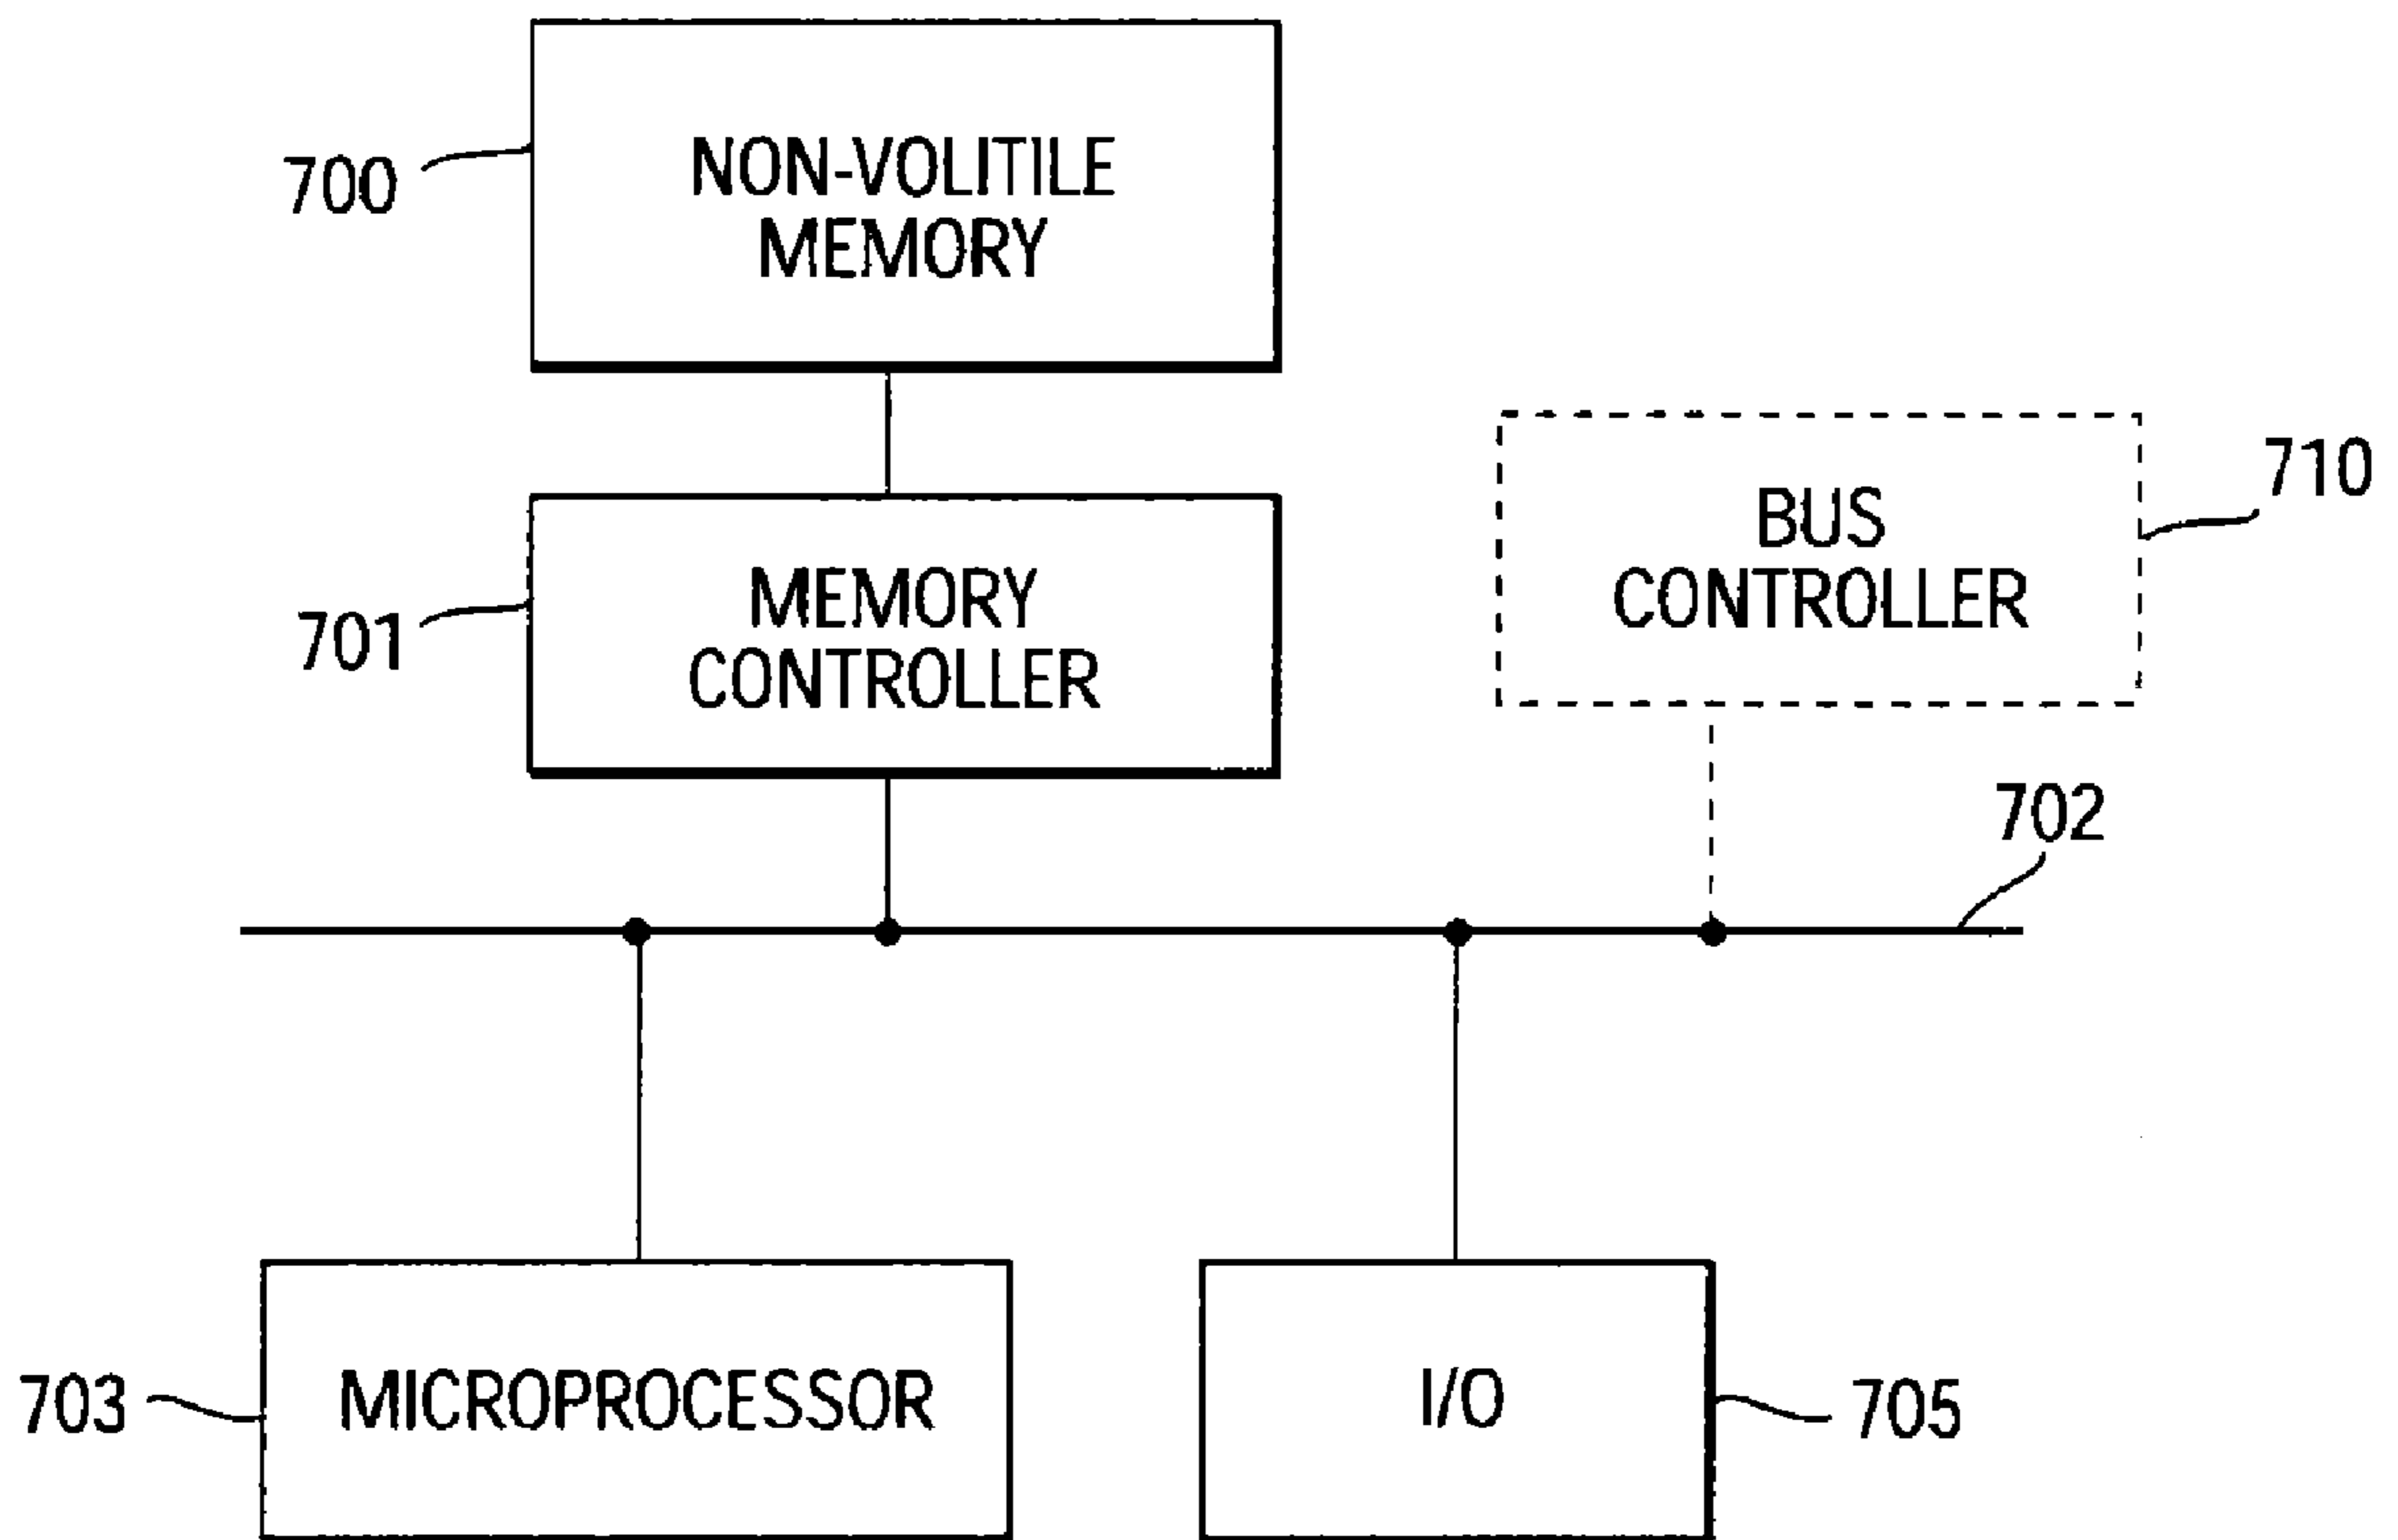 700
NON-VOLITILE
MEMORY
701
MEMORY
CONTROLLER
BUS
CONTROLLER
710
702
703
MICROPROCESSOR
I/O
705